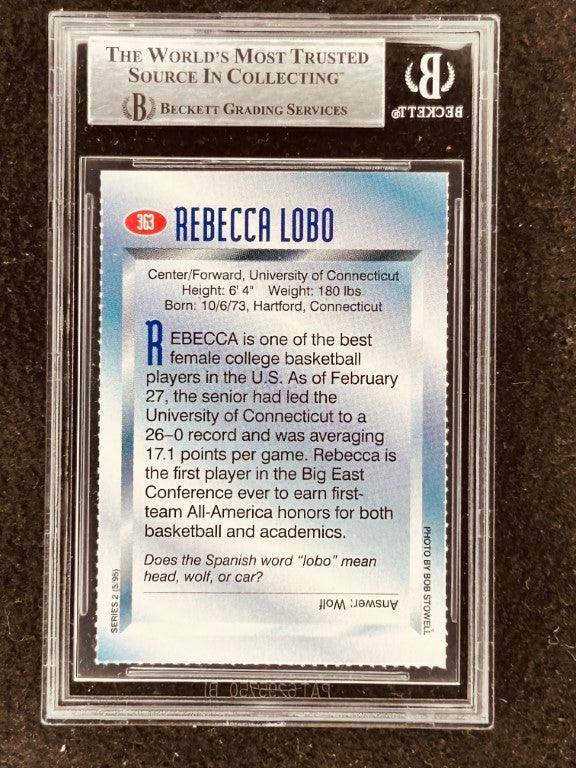 THE WORLD'S MOST TRUSTED
SOURCE IN COLLECTING™
B BECKETT GRADING SERVICES
B
BECKETT®
363 REBECCA LOBO
Center/Forward, University of Connecticut
Height: 6' 4" Weight: 180 lbs
Born: 10/6/73, Hartford, Connecticut
REBECCA is one of the best
female college basketball
players in the U.S. As of February
27, the senior had led the
University of Connecticut to a
26–0 record and was averaging
17.1 points per game. Rebecca is
the first player in the Big East
Conference ever to earn first-
team All-America honors for both
basketball and academics.
Does the Spanish word "lobo" mean
head, wolf, or car?
Answer: Wolf
SERIES 2 (5/95)
PHOTO BY BOB STOWELL